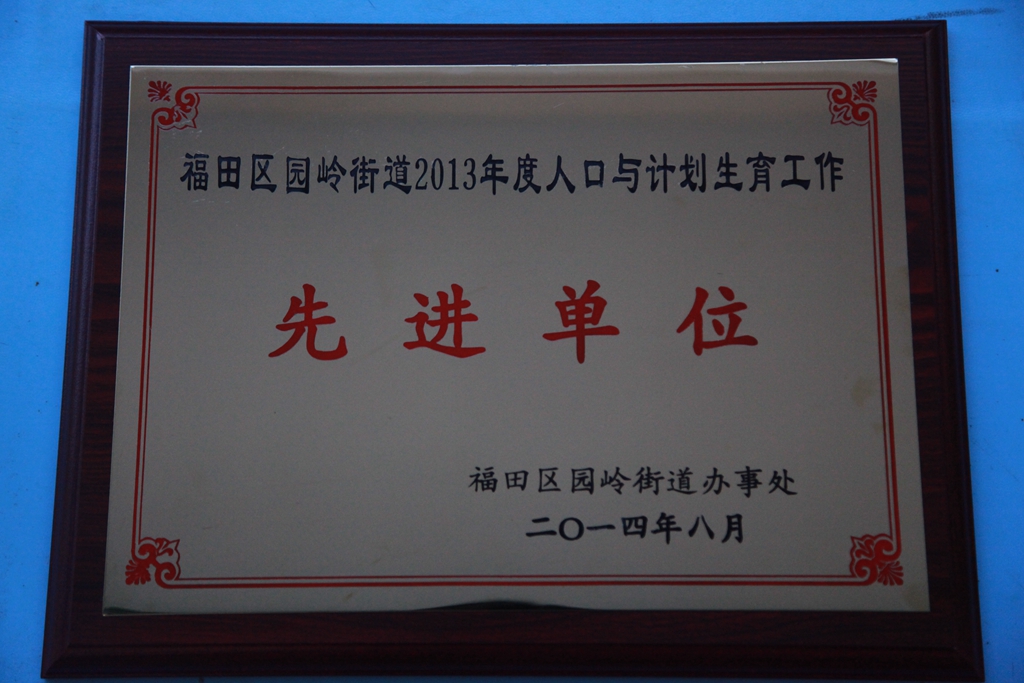 福田区园岭街道2013年度人口与计划生育工作
先进单位
福田区园岭街道办事处
二〇一四年八月